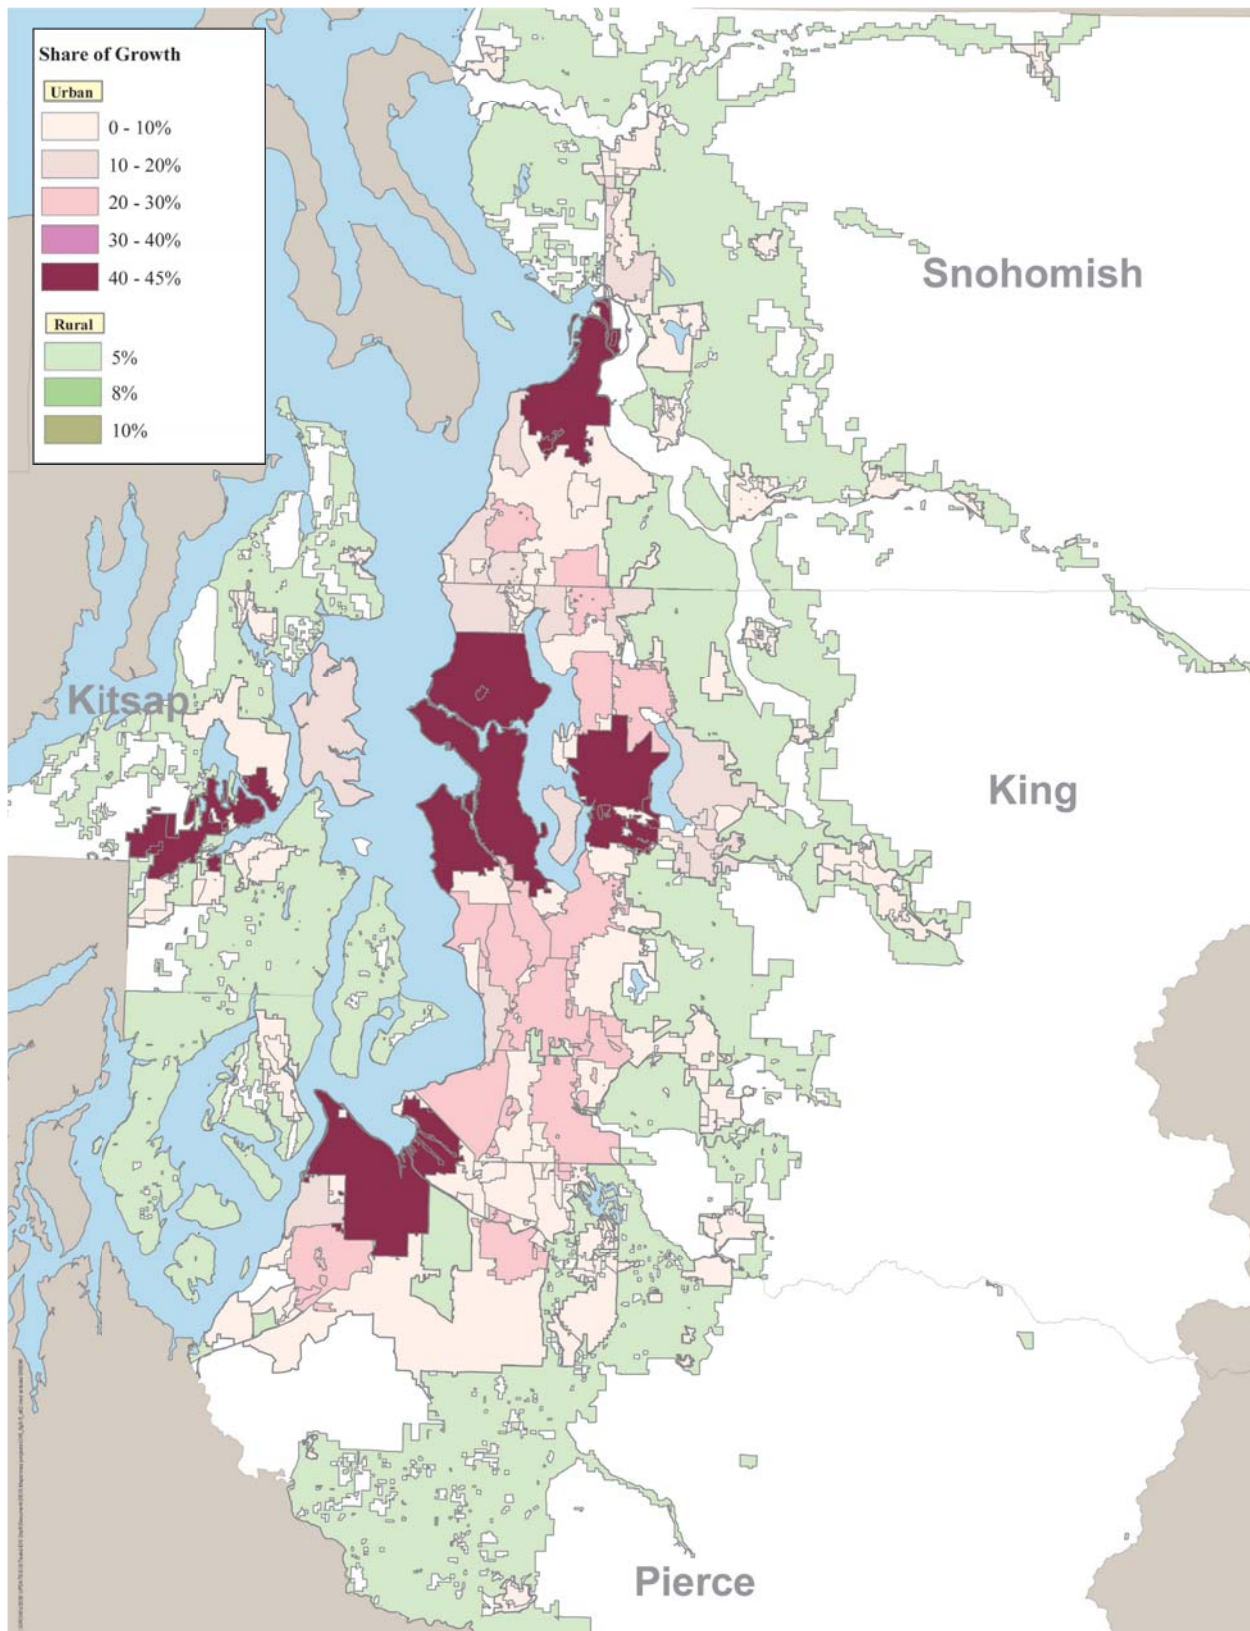 Share of Growth
Urban
0 - 10%
10 - 20%
20 - 30%
30 - 40%
40 - 45%
Rural
5%
8%
10%
Snohomish
Kitsap
King
Pierce